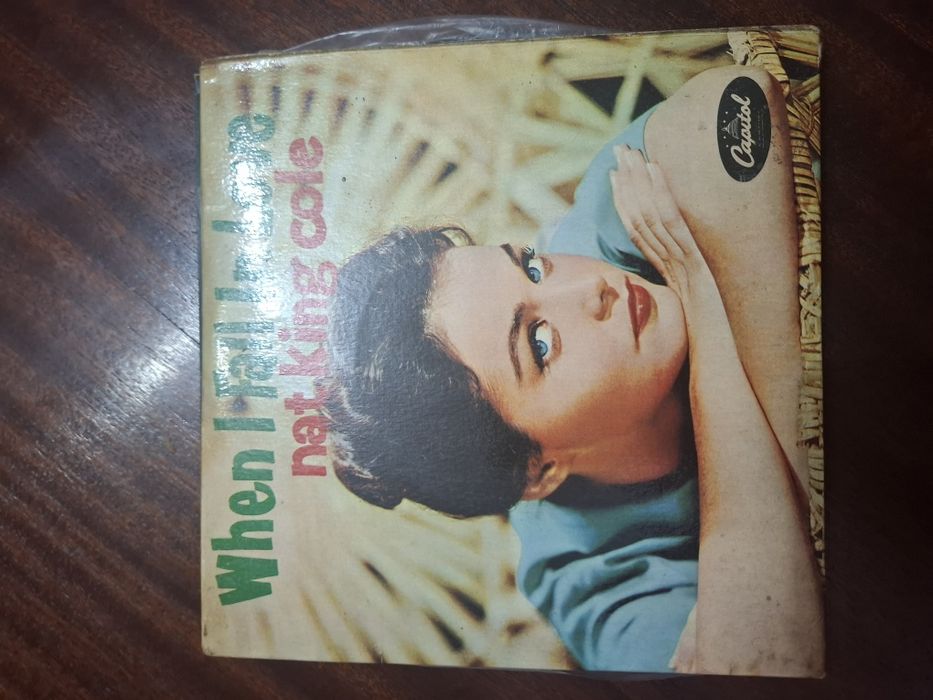 When I Fall In Love
nat king cole
Capitol